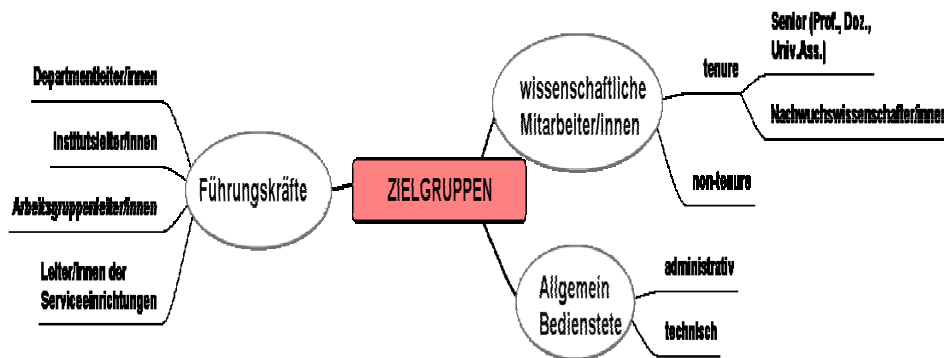 Departmentleiter/innen
Institutsleiter/innen
Arbeitsgruppenleiter/innen
Leiter/innen der
Serviceeinrichtungen
Führungskräfte
ZIELGRUPPEN
wissenschaftliche
Mitarbeiter/innen
tenure
Senior (Prof., Doz.,
Univ.Ass.)
Nachwuchswissenschafter/innen
non-tenure
Allgemein
Bedienstete
administrativ
technisch